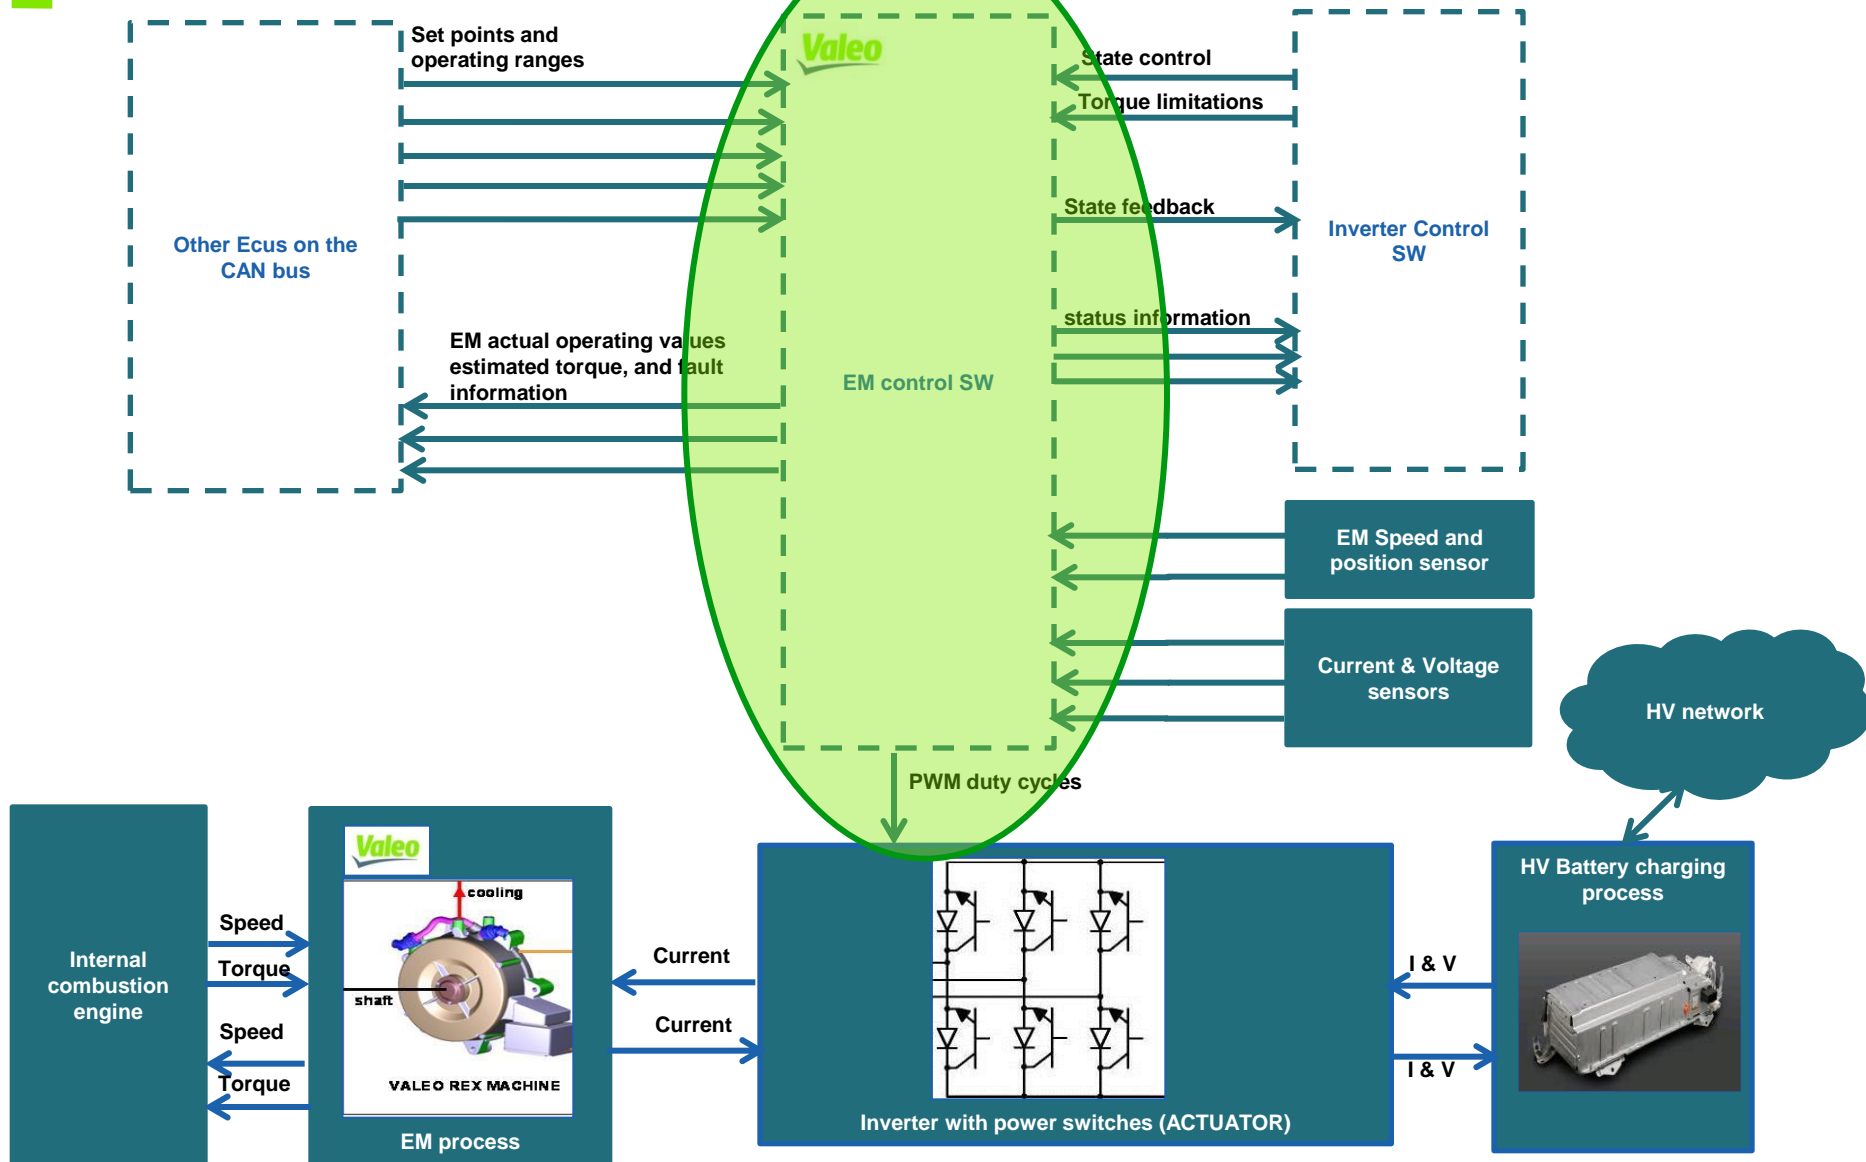 Set points and
operating ranges
Valeo
State control
Torque limitations
State feedback
Other Ecus on the
CAN bus
Inverter Control
SW
status information
EM actual operating values
estimated torque, and fault
information
EM control SW
EM Speed and
position sensor
Current & Voltage
sensors
HV network
PWM duty cycles
Valeo
cooling
shaft
VALEO REX MACHINE
EM process
Internal
combustion
engine
Speed
Torque
Speed
Torque
Current
Current
Inverter with power switches (ACTUATOR)
I & V
I & V
HV Battery charging
process